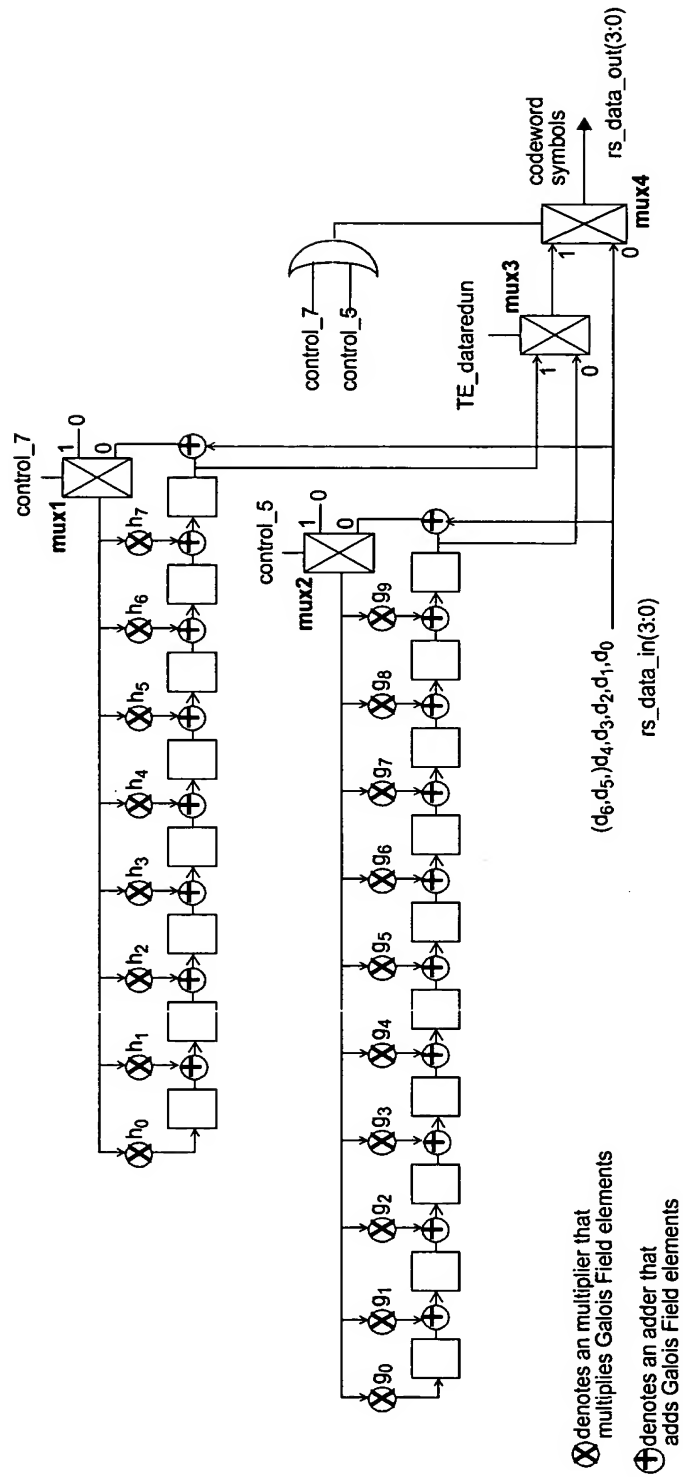 control_7
1
0
0
mux1
h0
h1
h2
h3
h4
h5
h6
h7
control_5
1
0
0
mux2
g0
g1
g2
g3
g4
g5
g6
g7
g8
g9
control_7
control_5
TE_dataredun
mux3
1
0
codeword
symbols
rs_data_out(3:0)
mux4
1
0
(d6,d5,)d4,d3,d2,d1,d0
rs_data_in(3:0)
denotes an multiplier that
multiplies Galois Field elements
denotes an adder that
adds Galois Field elements